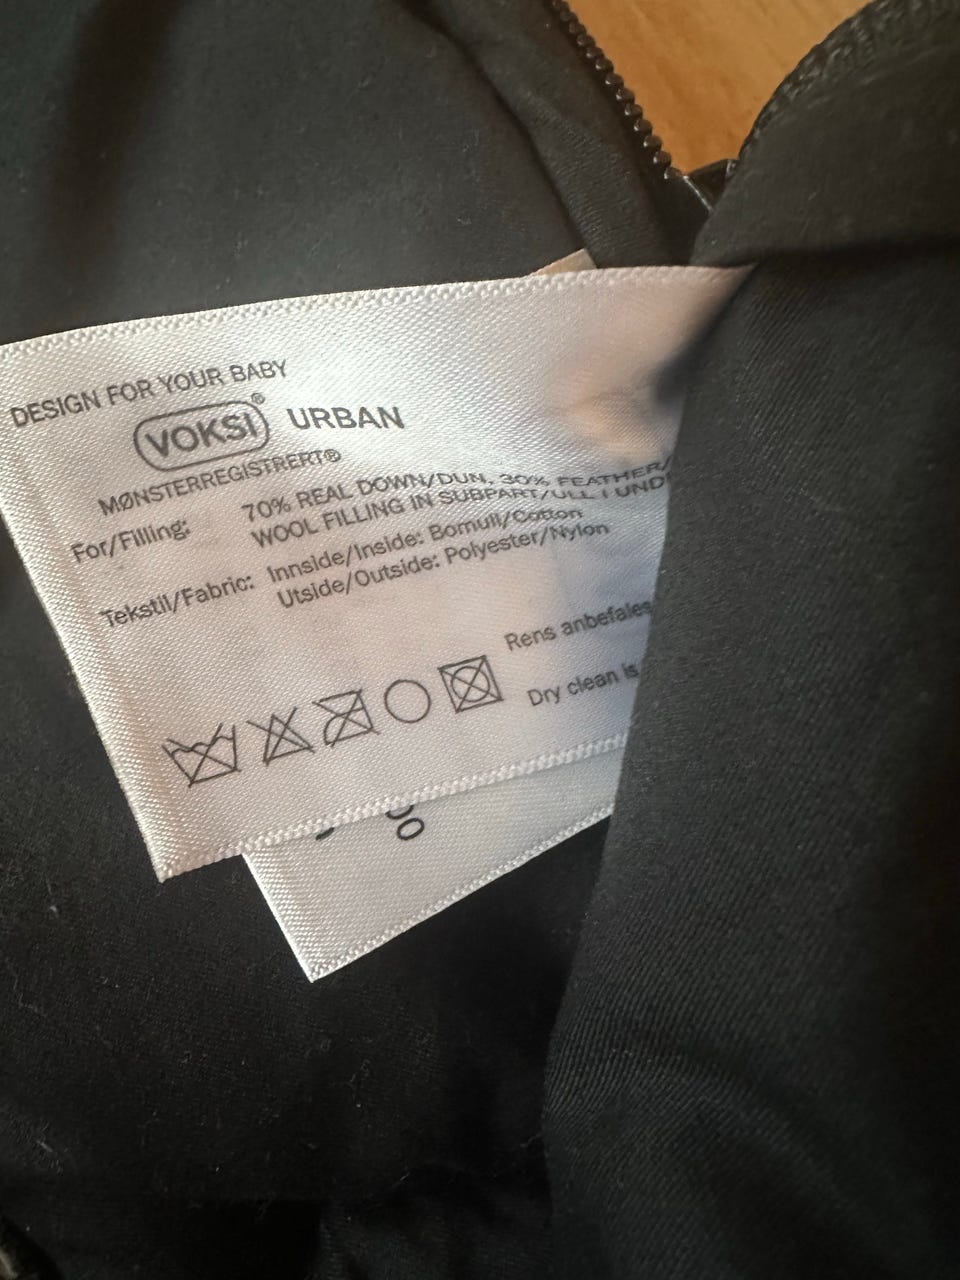 DESIGN FOR YOUR BABY
VOKSI® URBAN
MØNSTERREGISTRERT®
For/Filling: 70% REAL DOWN/DUN, 30% FEATHER/
WOOL FILLING IN SUBPART/ULL I UND
Tekstil/Fabric: Innside/Inside: Bomull/Cotton
Utside/Outside: Polyester/Nylon
Rens anbefales
Dry clean is